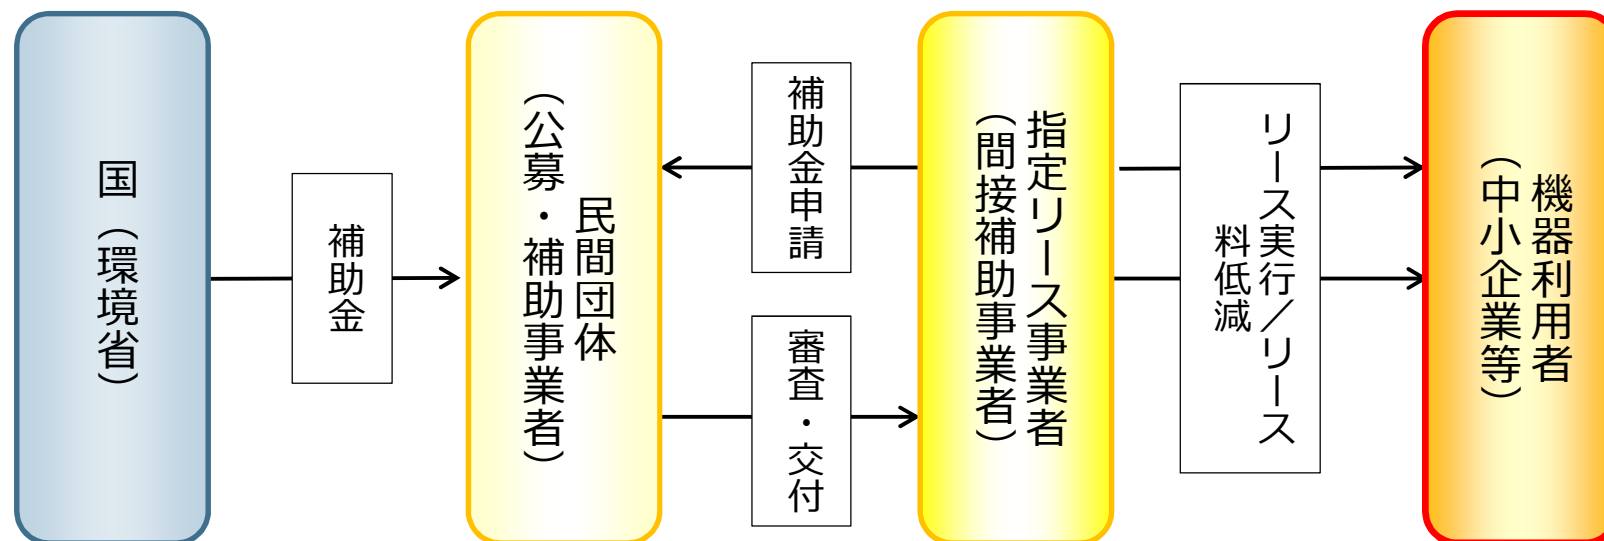 国（環境省）
補助金
民間団体
（公募・補助事業者）
補助金申請
審査・交付
指定リース事業者
（間接補助事業者）
リース実行／リース
料低減
機器利用者
（中小企業等）